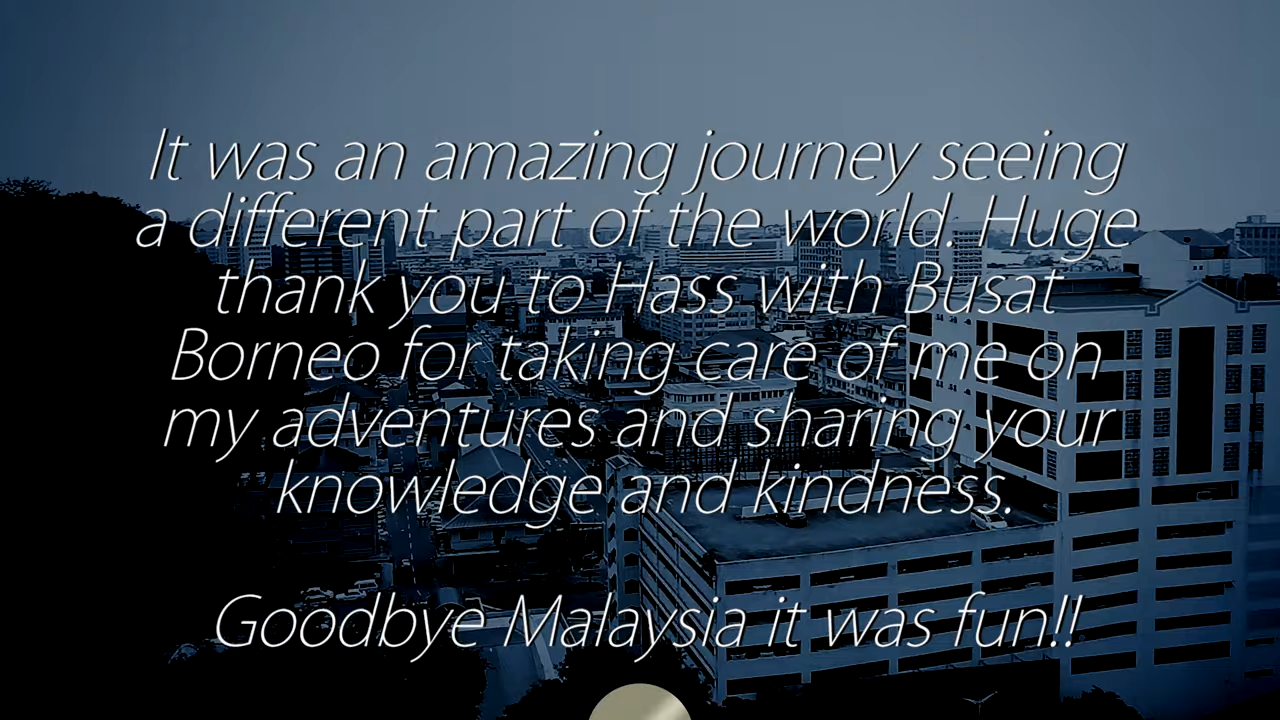 It was an amazing journey seeing
a different part of the world. Huge
thank you to Hass with Busat
Borneo for taking care of me on
my adventures and sharing your
knowledge and kindness.
Goodbye Malaysia it was fun!!